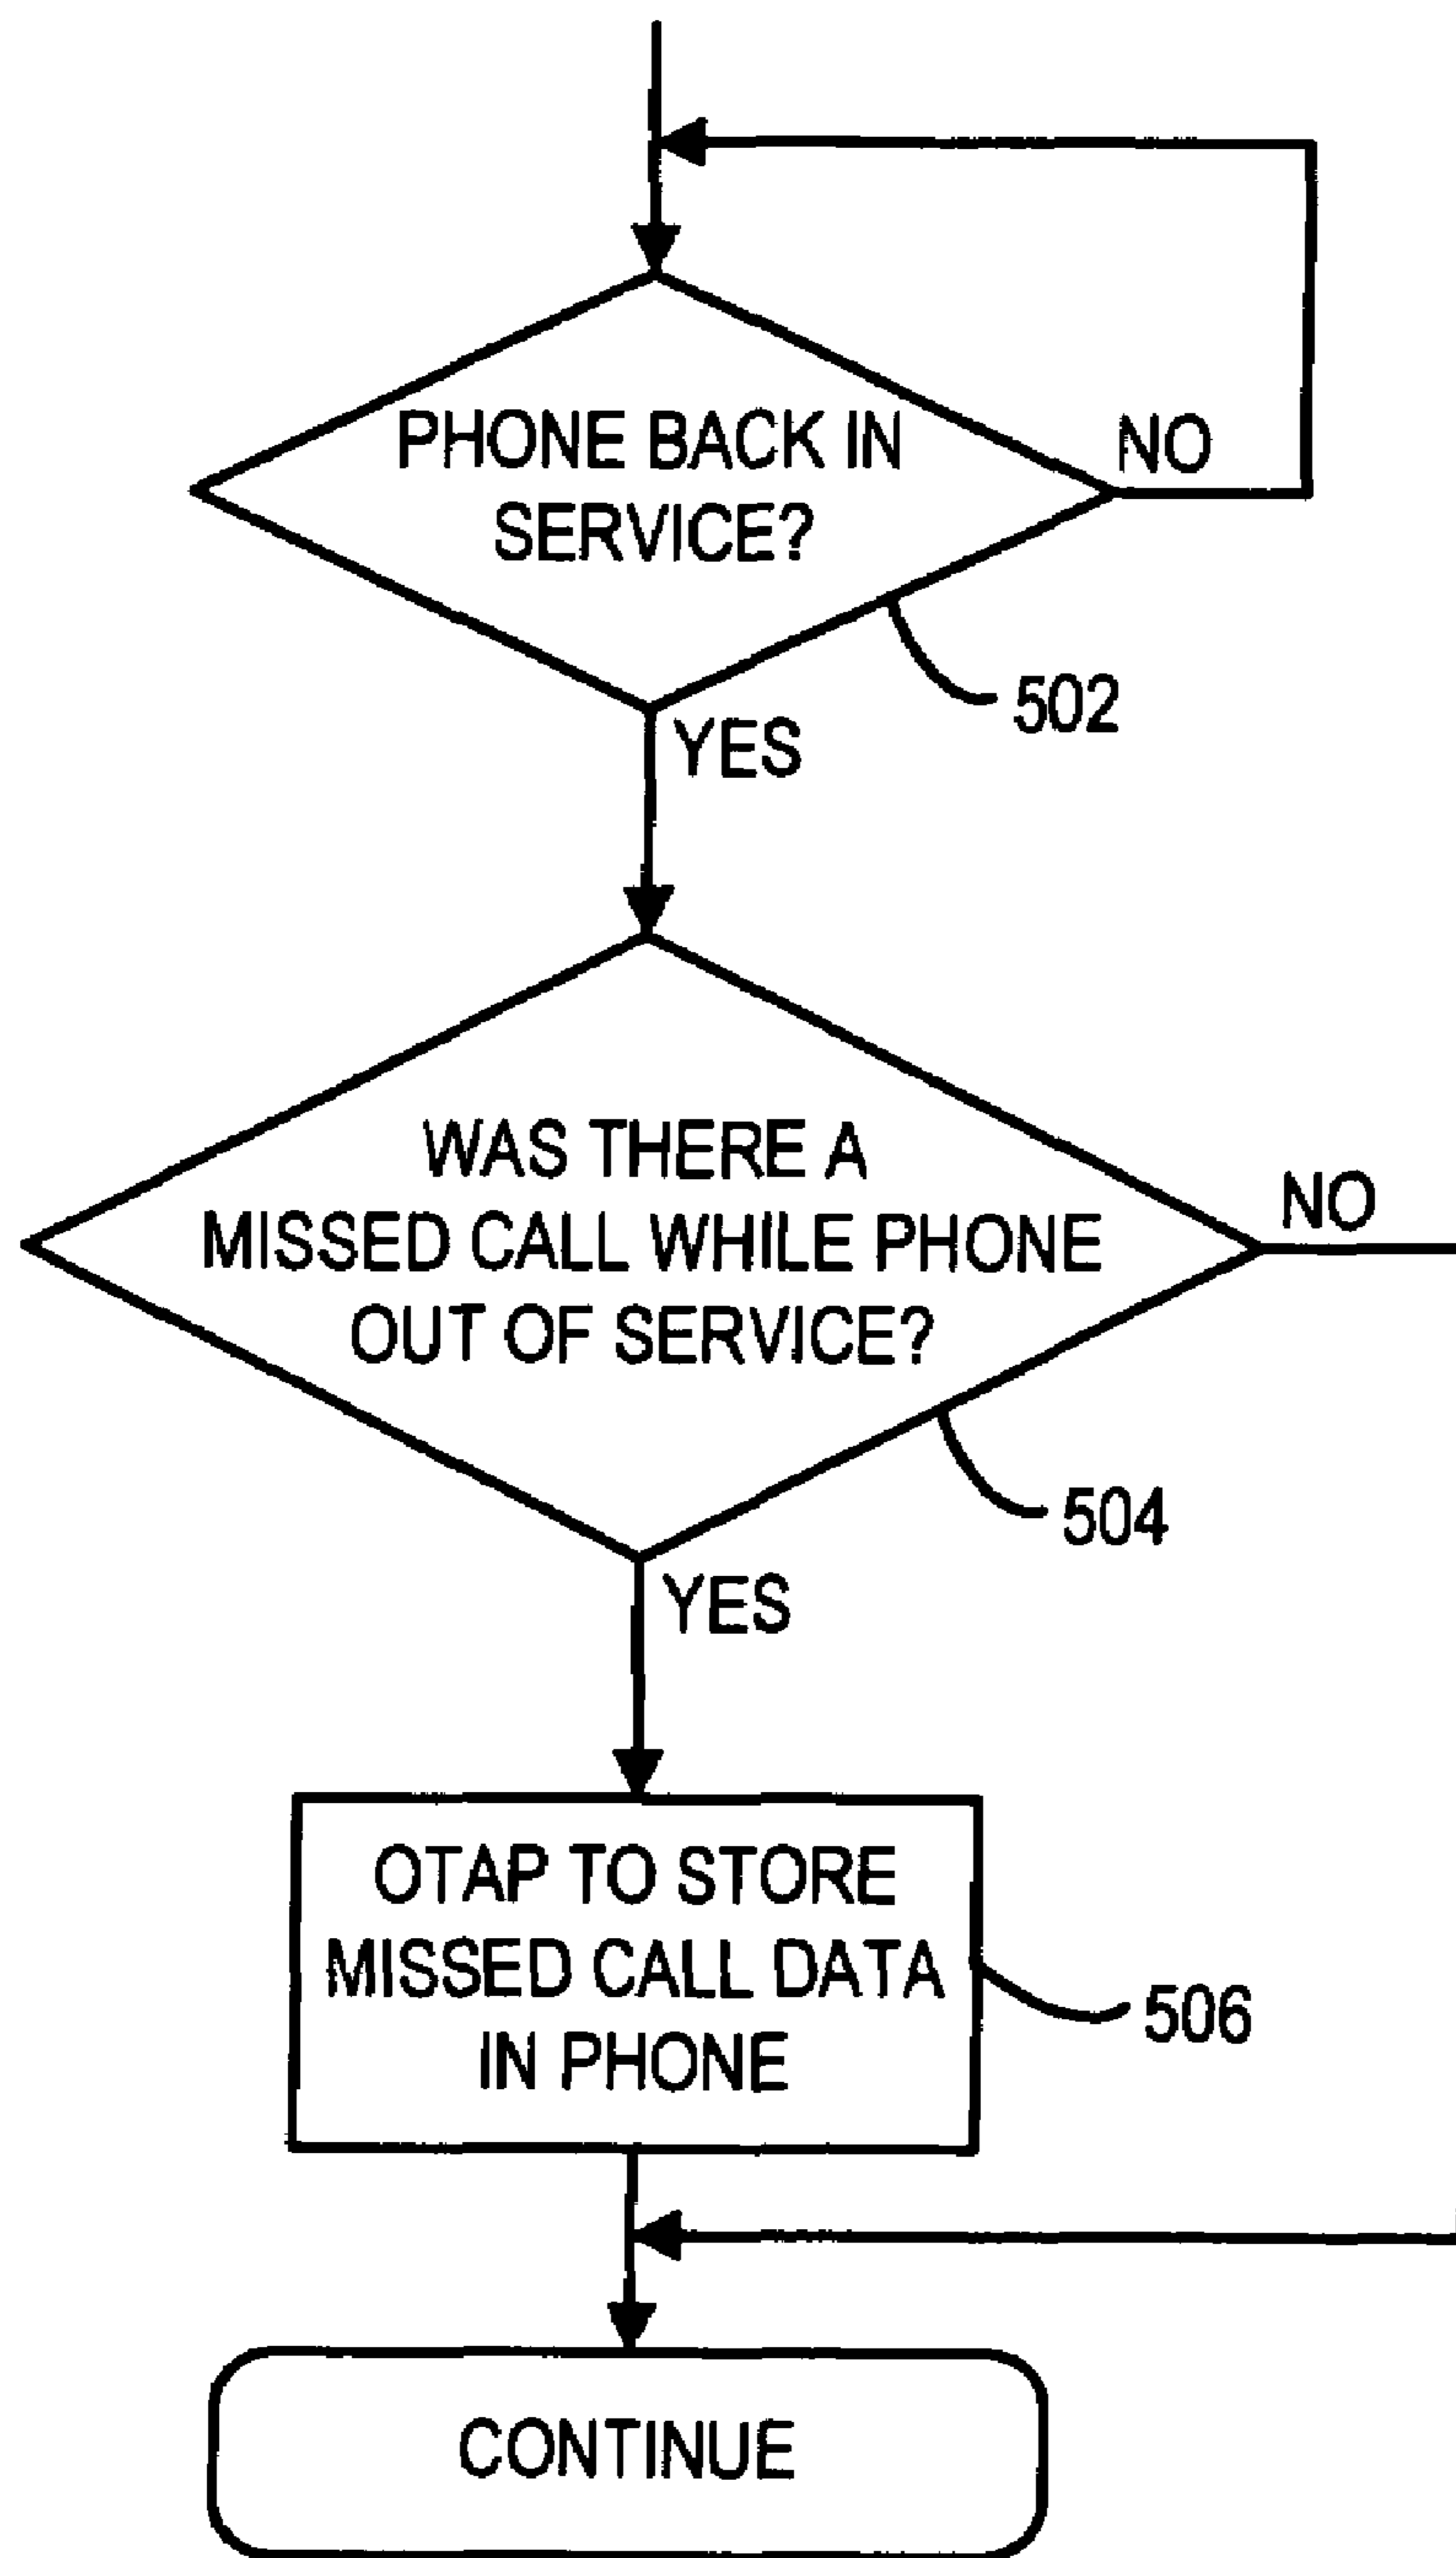 PHONE BACK IN
SERVICE?
NO
502
YES
WAS THERE A
MISSED CALL WHILE PHONE
OUT OF SERVICE?
NO
504
YES
OTAP TO STORE
MISSED CALL DATA
IN PHONE
506
CONTINUE